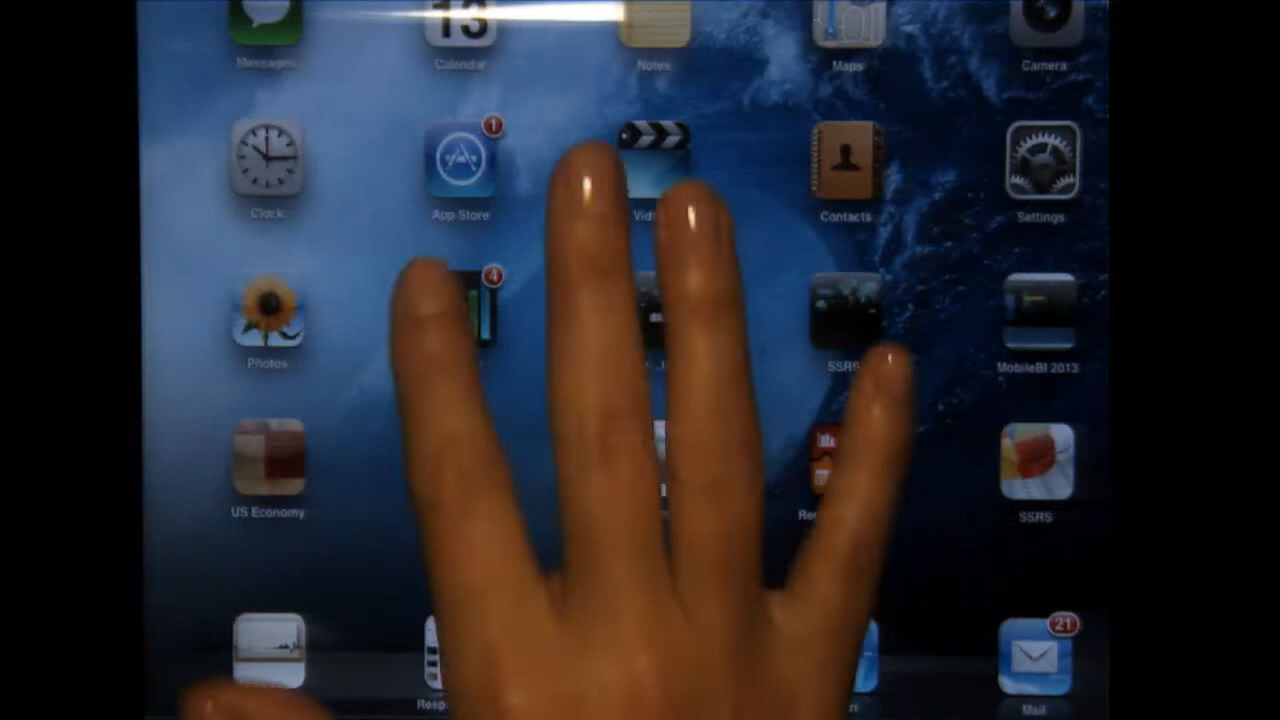 Messages
13
Calendar
Notes
Maps
Camera
1
Clock
App Store
Contacts
Settings
4
Photos
SSRS
MobileBI 2013
US Economy
SSRS
21
Mail